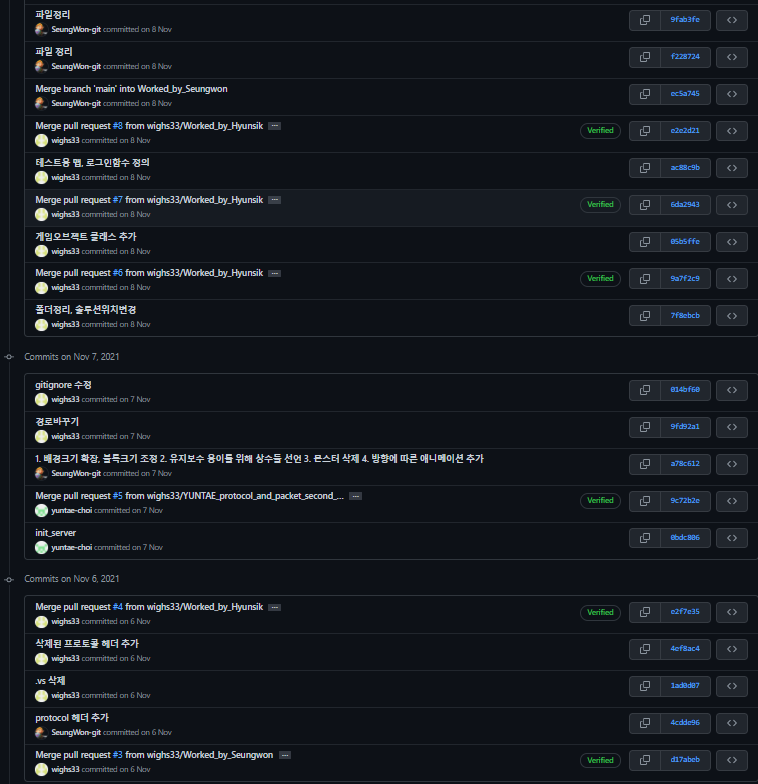 파일정리
SeungWon-git committed on 8 Nov
9fab3fe
파일 정리
SeungWon-git committed on 8 Nov
f228724
Merge branch 'main' into Worked_by_Seungwon
SeungWon-git committed on 8 Nov
ec5a745
Merge pull request #8 from wighs33/Worked_by_Hyunsik ...
wighs33 committed on 8 Nov
Verified
e2e2d21
테스트용 맵, 로그인함수 정의
wighs33 committed on 8 Nov
ac88c9b
Merge pull request #7 from wighs33/Worked_by_Hyunsik ...
wighs33 committed on 8 Nov
Verified
6da2943
게임오브젝트 클래스 추가
wighs33 committed on 8 Nov
05b5ffe
Merge pull request #6 from wighs33/Worked_by_Hyunsik ...
wighs33 committed on 8 Nov
Verified
9a7f2c9
폴더정리, 솔루션위치변경
wighs33 committed on 8 Nov
7f8ebcb
Commits on Nov 7, 2021
gitignore 수정
wighs33 committed on 7 Nov
014bf60
경로바꾸기
wighs33 committed on 7 Nov
9fd92a1
1. 배경크기 확장, 블록크기 조정 2. 유지보수 용이를 위해 상수들 선언 3. 몬스터 삭제 4. 방향에 따른 애니메이션 추가
SeungWon-git committed on 7 Nov
a78c612
Merge pull request #5 from wighs33/YUNTAE_protocol_and_packet_second_... ...
yuntae-choi committed on 7 Nov
Verified
9c72b2e
init_server
yuntae-choi committed on 7 Nov
0bdc806
Commits on Nov 6, 2021
Merge pull request #4 from wighs33/Worked_by_Hyunsik ...
wighs33 committed on 6 Nov
Verified
e2f7e35
삭제된 프로토콜 헤더 추가
wighs33 committed on 6 Nov
4ef8ac4
.vs 삭제
wighs33 committed on 6 Nov
1ad0d07
protocol 헤더 추가
SeungWon-git committed on 6 Nov
4cdde96
Merge pull request #3 from wighs33/Worked_by_Seungwon ...
wighs33 committed on 6 Nov
Verified
d17abeb